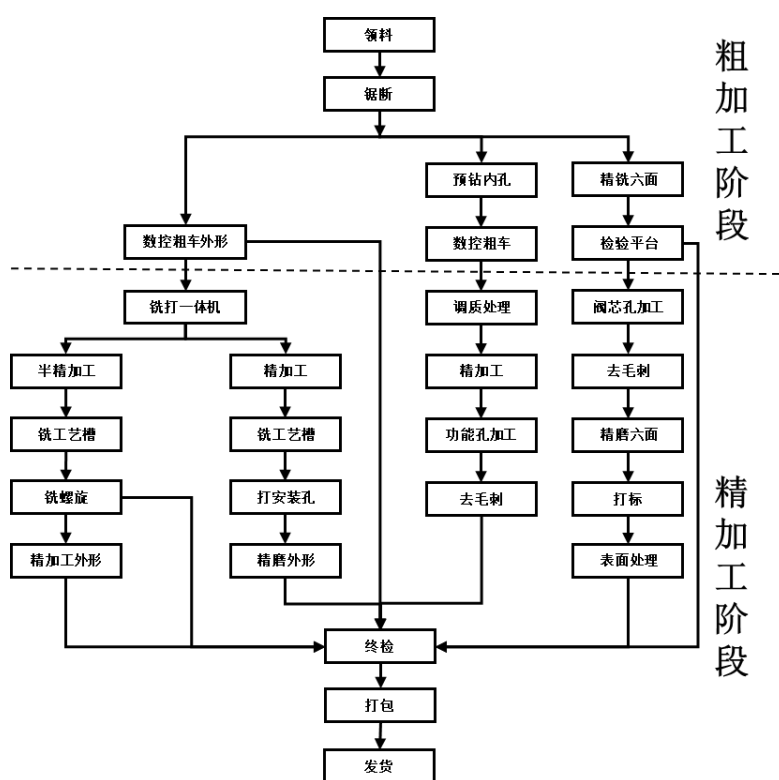 领料
锯断
粗加工阶段
预钻内孔
精铣六面
数控粗车外形
数控粗车
检验平台
铣打一体机
调质处理
阀芯孔加工
半精加工
精加工
精加工
去毛刺
铣工艺槽
铣工艺槽
功能孔加工
精磨六面
铣螺旋
打安装孔
去毛刺
打标
精加工外形
精磨外形
表面处理
精加工阶段
终检
打包
发货